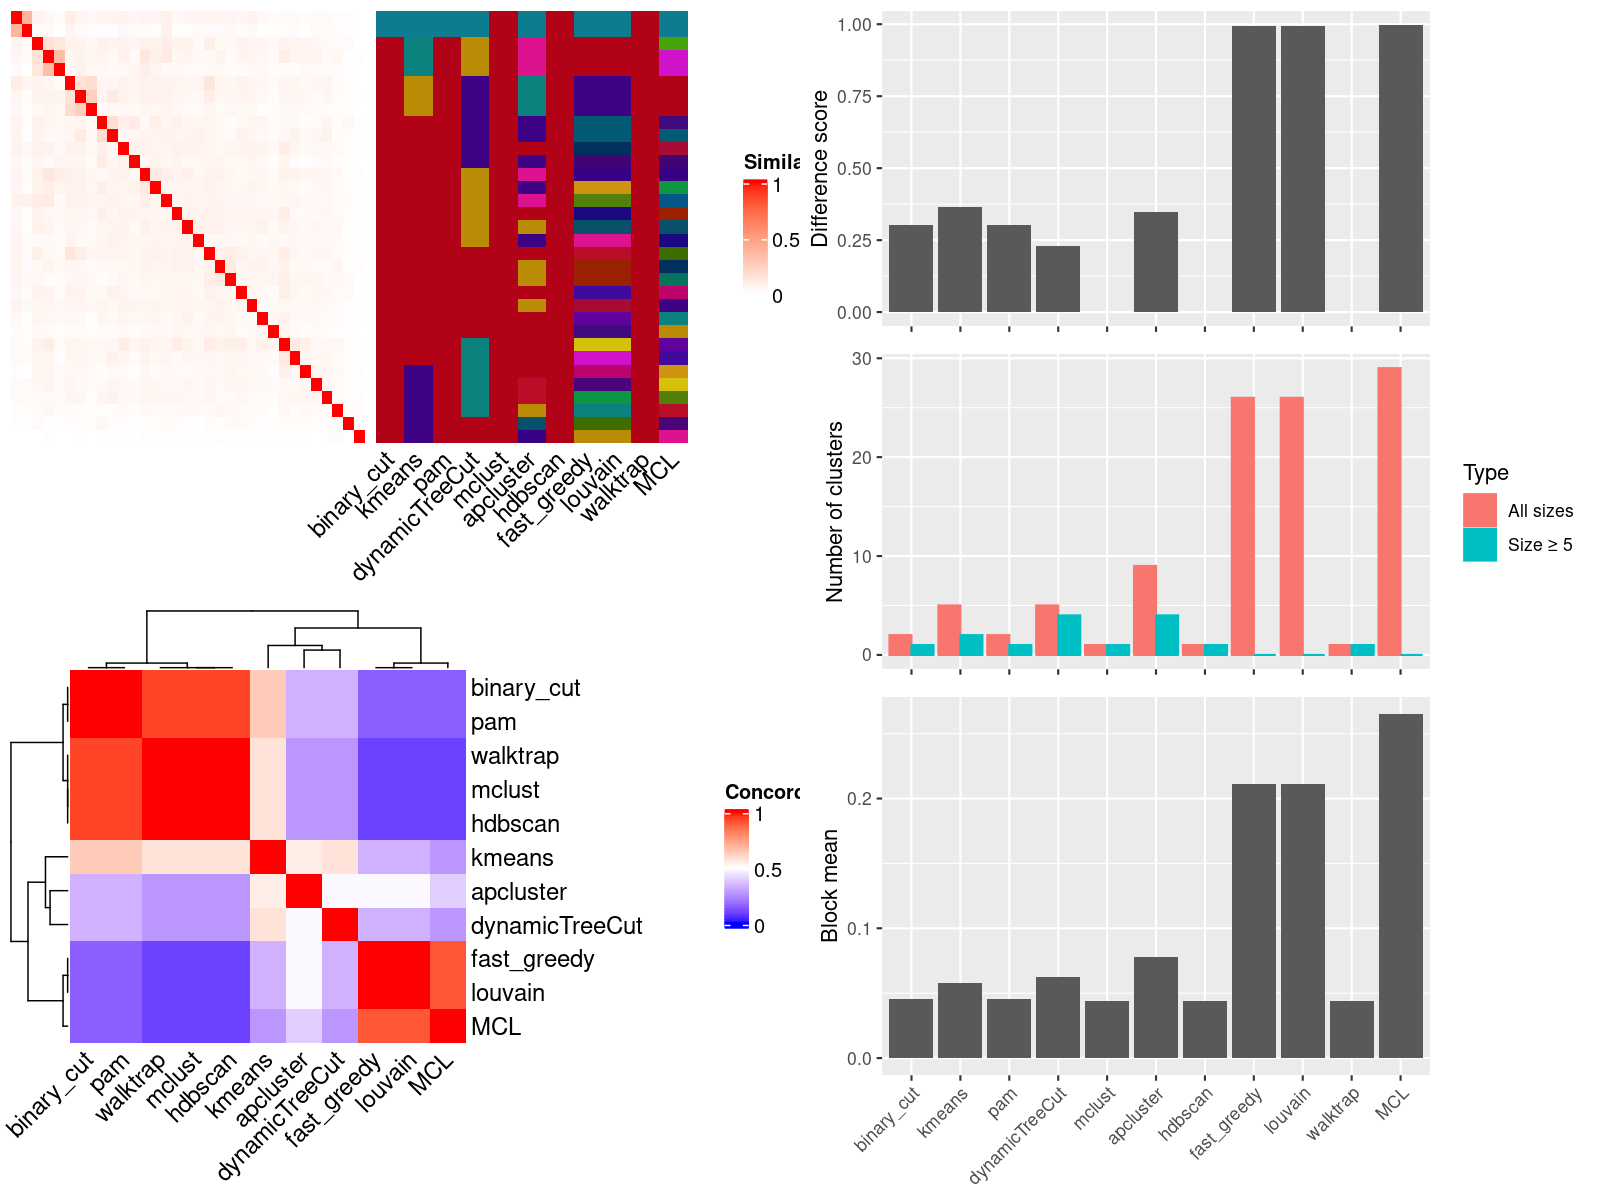 Simila
1
0.5
0
binary_cut
kmeans
pam
dynamicTreeCut
mclust
apcluster
hdbscan
fast_greedy
louvain
walktrap
MCL
binary_cut
pam
walktrap
mclust
hdbscan
kmeans
apcluster
dynamicTreeCut
fast_greedy
louvain
MCL
Concord
1
0.5
0
binary_cut
pam
walktrap
mclust
hdbscan
kmeans
apcluster
dynamicTreeCut
fast_greedy
louvain
MCL
Difference score
1.00
0.75
0.50
0.25
0.00
Number of clusters
30
20
10
0
Type
All sizes
Size ≥ 5
Block mean
0.2
0.1
0.0
binary_cut
kmeans
pam
dynamicTreeCut
mclust
apcluster
hdbscan
fast_greedy
louvain
walktrap
MCL